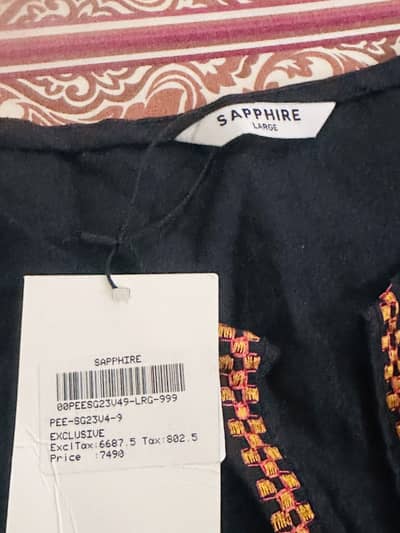 SAPPHIRE
LARGE
SAPPHIRE
00PEESG23V49-LRG-999
PEE-SG23V4-9
EXCLUSIVE
ExclTax:6687.5 Tax:802.5
Price :7490